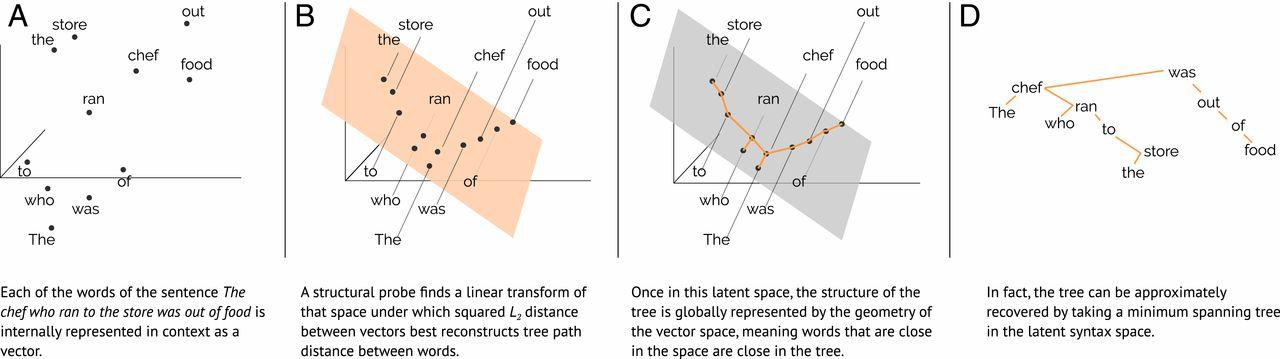 A
store
the
out
chef
food
ran
to
of
who
was
The
Each of the words of the sentence The
chef who ran to the store was out of food is
internally represented in context as a
vector.
B
out
store
the
chef
food
ran
to
of
who
was
The
A structural probe finds a linear transform of
that space under which squared L2 distance
between vectors best reconstructs tree path
distance between words.
C
out
store
the
chef
food
ran
to
of
who
was
The
Once in this latent space, the structure of the
tree is globally represented by the geometry of
the vector space, meaning words that are close
in the space are close in the tree.
D
was
chef
The
ran
out
who
to
of
store
food
the
In fact, the tree can be approximately
recovered by taking a minimum spanning tree
in the latent syntax space.